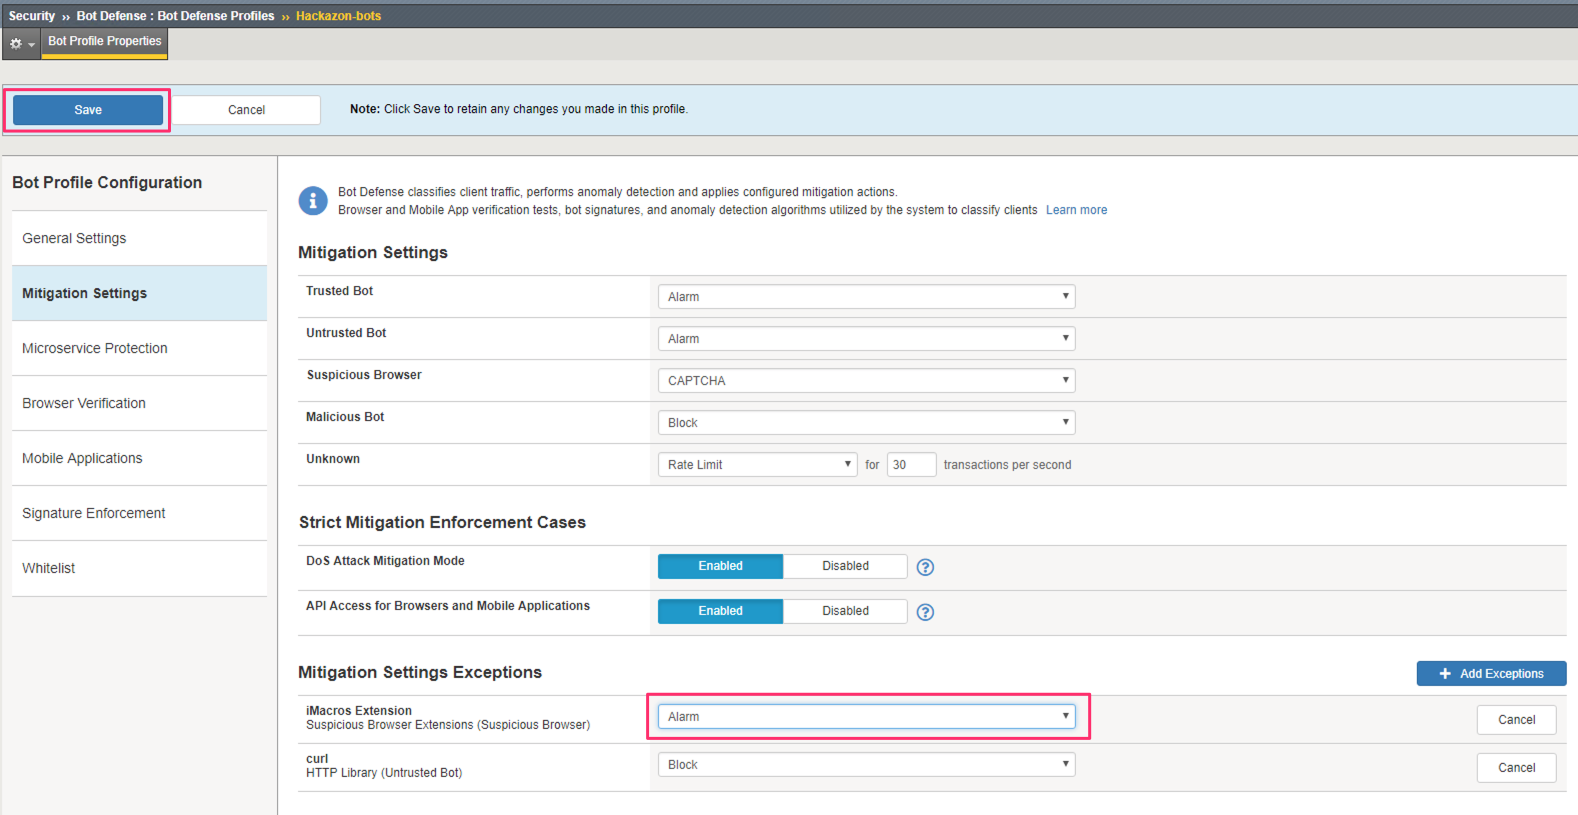 Security ›› Bot Defense : Bot Defense Profiles ›› Hackazon-bots
Bot Profile Properties
Save
Cancel
Note: Click Save to retain any changes you made in this profile.
Bot Profile Configuration
General Settings
Mitigation Settings
Microservice Protection
Browser Verification
Mobile Applications
Signature Enforcement
Whitelist
Bot Defense classifies client traffic, performs anomaly detection and applies configured mitigation actions.
Browser and Mobile App verification tests, bot signatures, and anomaly detection algorithms utilized by the system to classify clients Learn more
Mitigation Settings
Trusted Bot
Alarm
Untrusted Bot
Alarm
Suspicious Browser
CAPTCHA
Malicious Bot
Block
Unknown
Rate Limit for 30 transactions per second
Strict Mitigation Enforcement Cases
DoS Attack Mitigation Mode
Enabled Disabled ?
API Access for Browsers and Mobile Applications
Enabled Disabled ?
Mitigation Settings Exceptions
+ Add Exceptions
iMacros Extension
Suspicious Browser Extensions (Suspicious Browser)
Alarm
Cancel
curl
HTTP Library (Untrusted Bot)
Block
Cancel